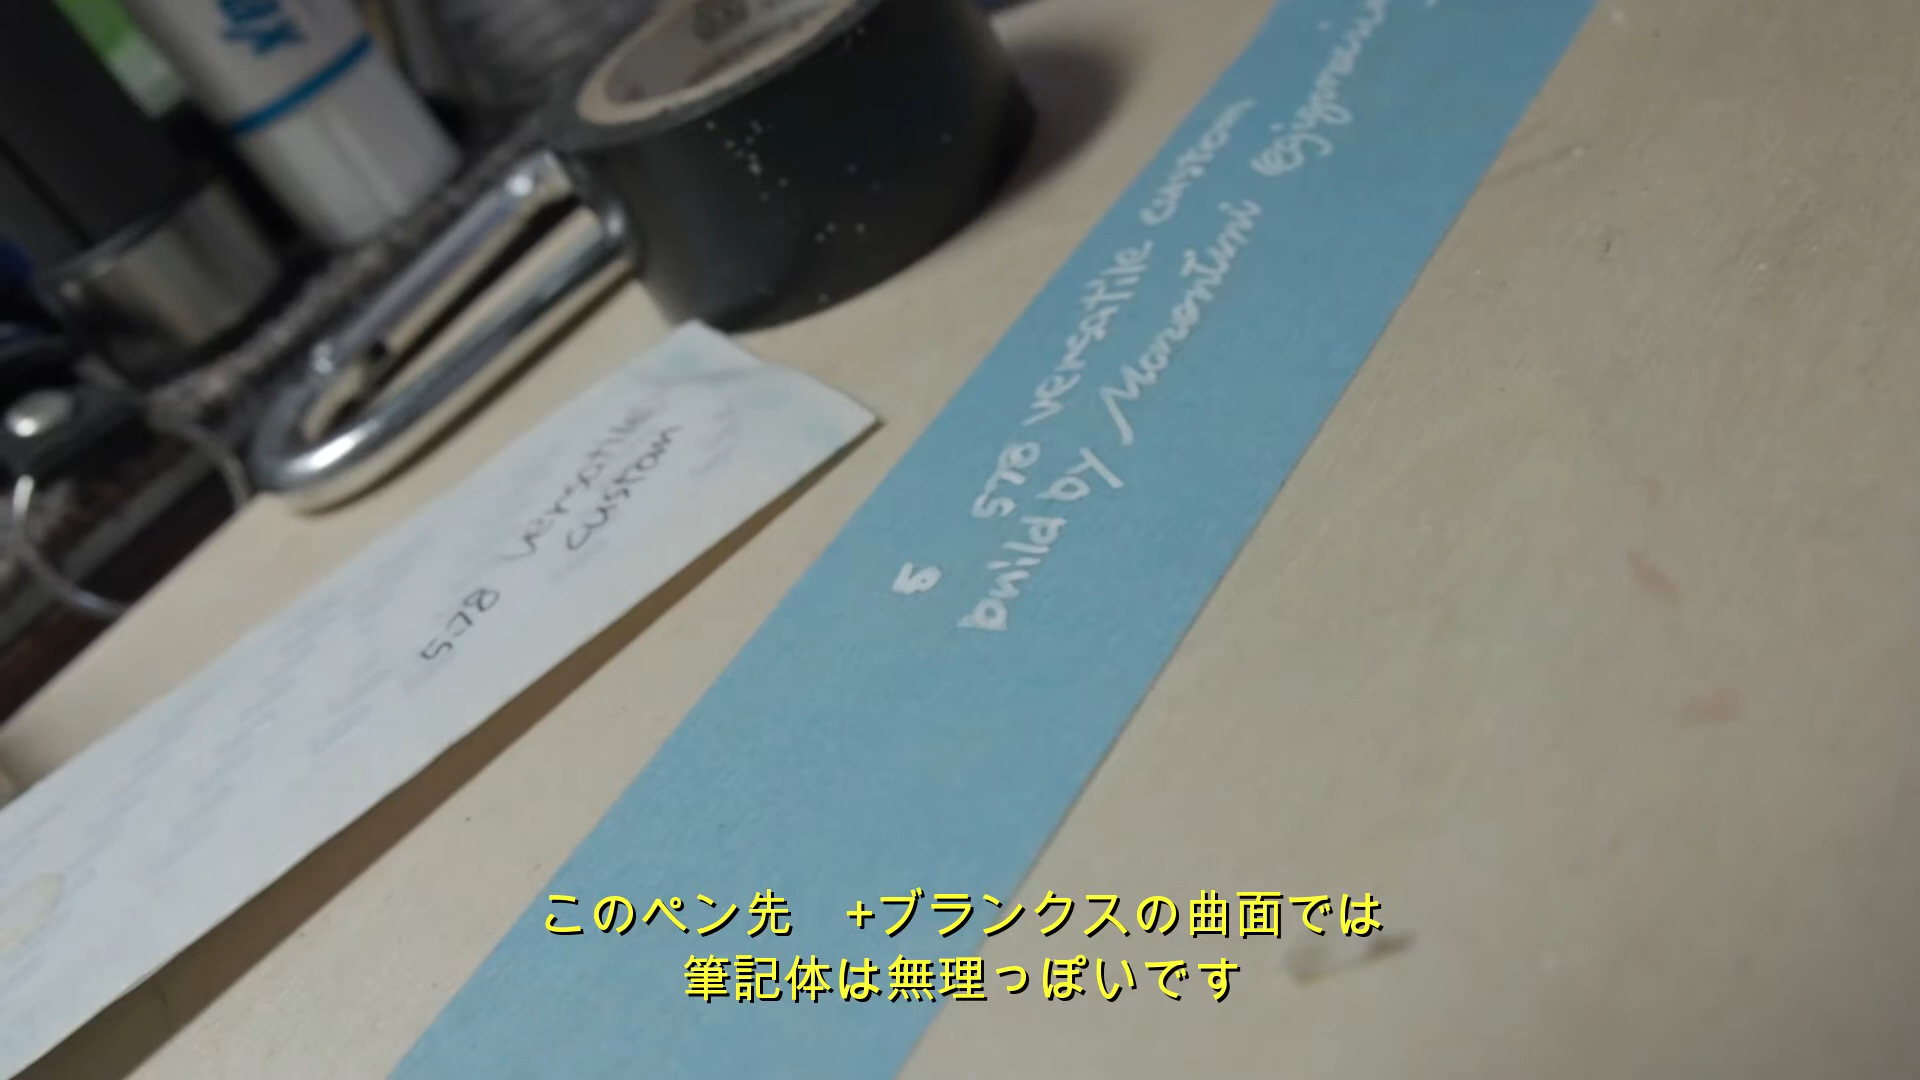 578 versatile
custom
578 versatile custom
5
build by
このペン先　+ブランクスの曲面では
筆記体は無理っぽいです